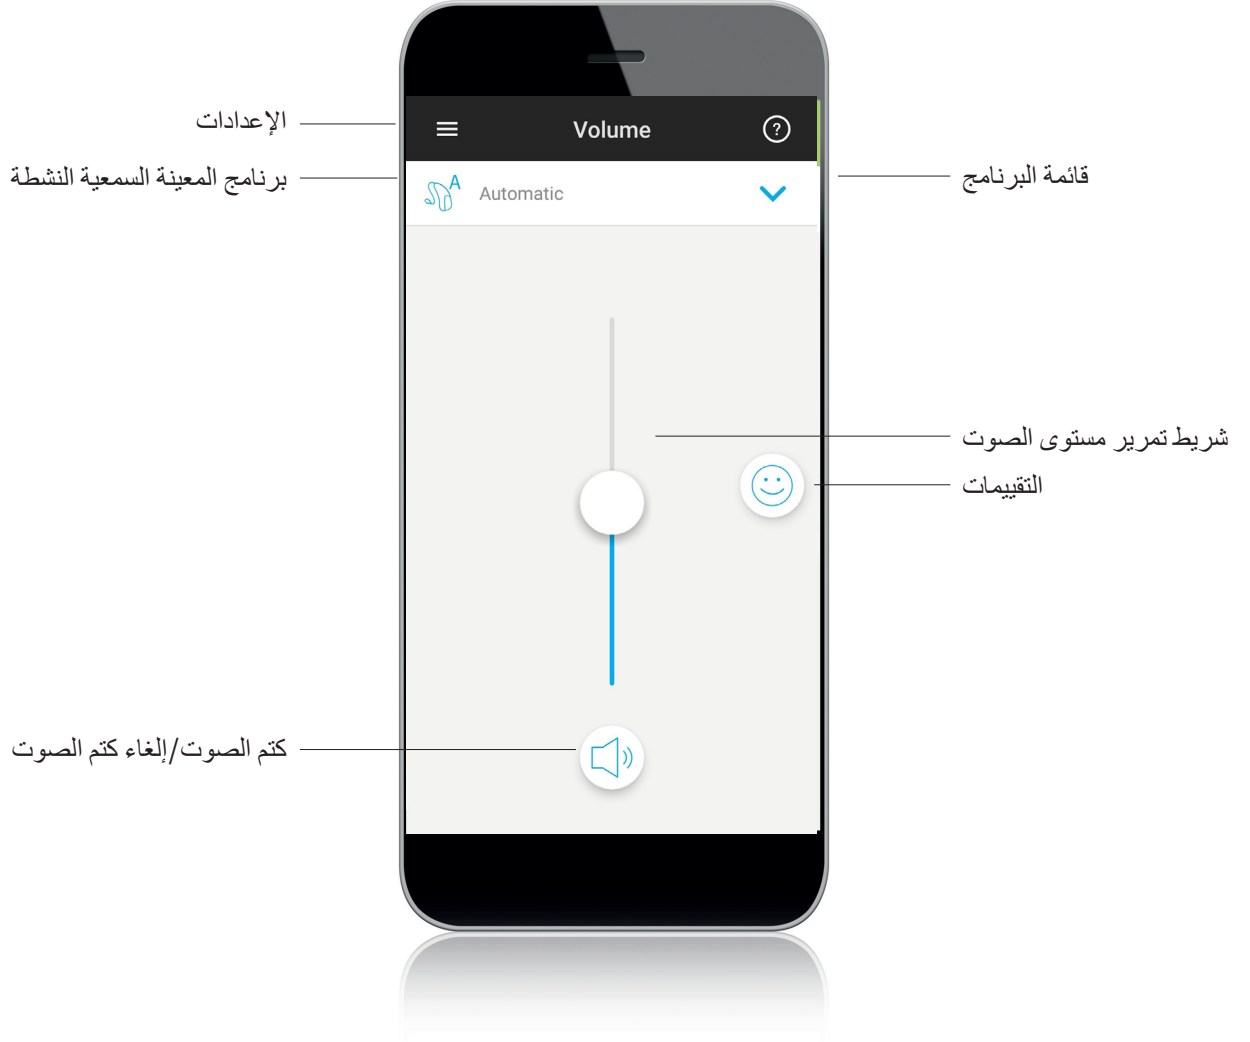 الإعدادات
Volume
?
برنامج المعينة السمعية النشطة
A
Automatic
قائمة البرنامج
شريط تمرير مستوى الصوت
التقييمات
كتم الصوت/إلغاء كتم الصوت